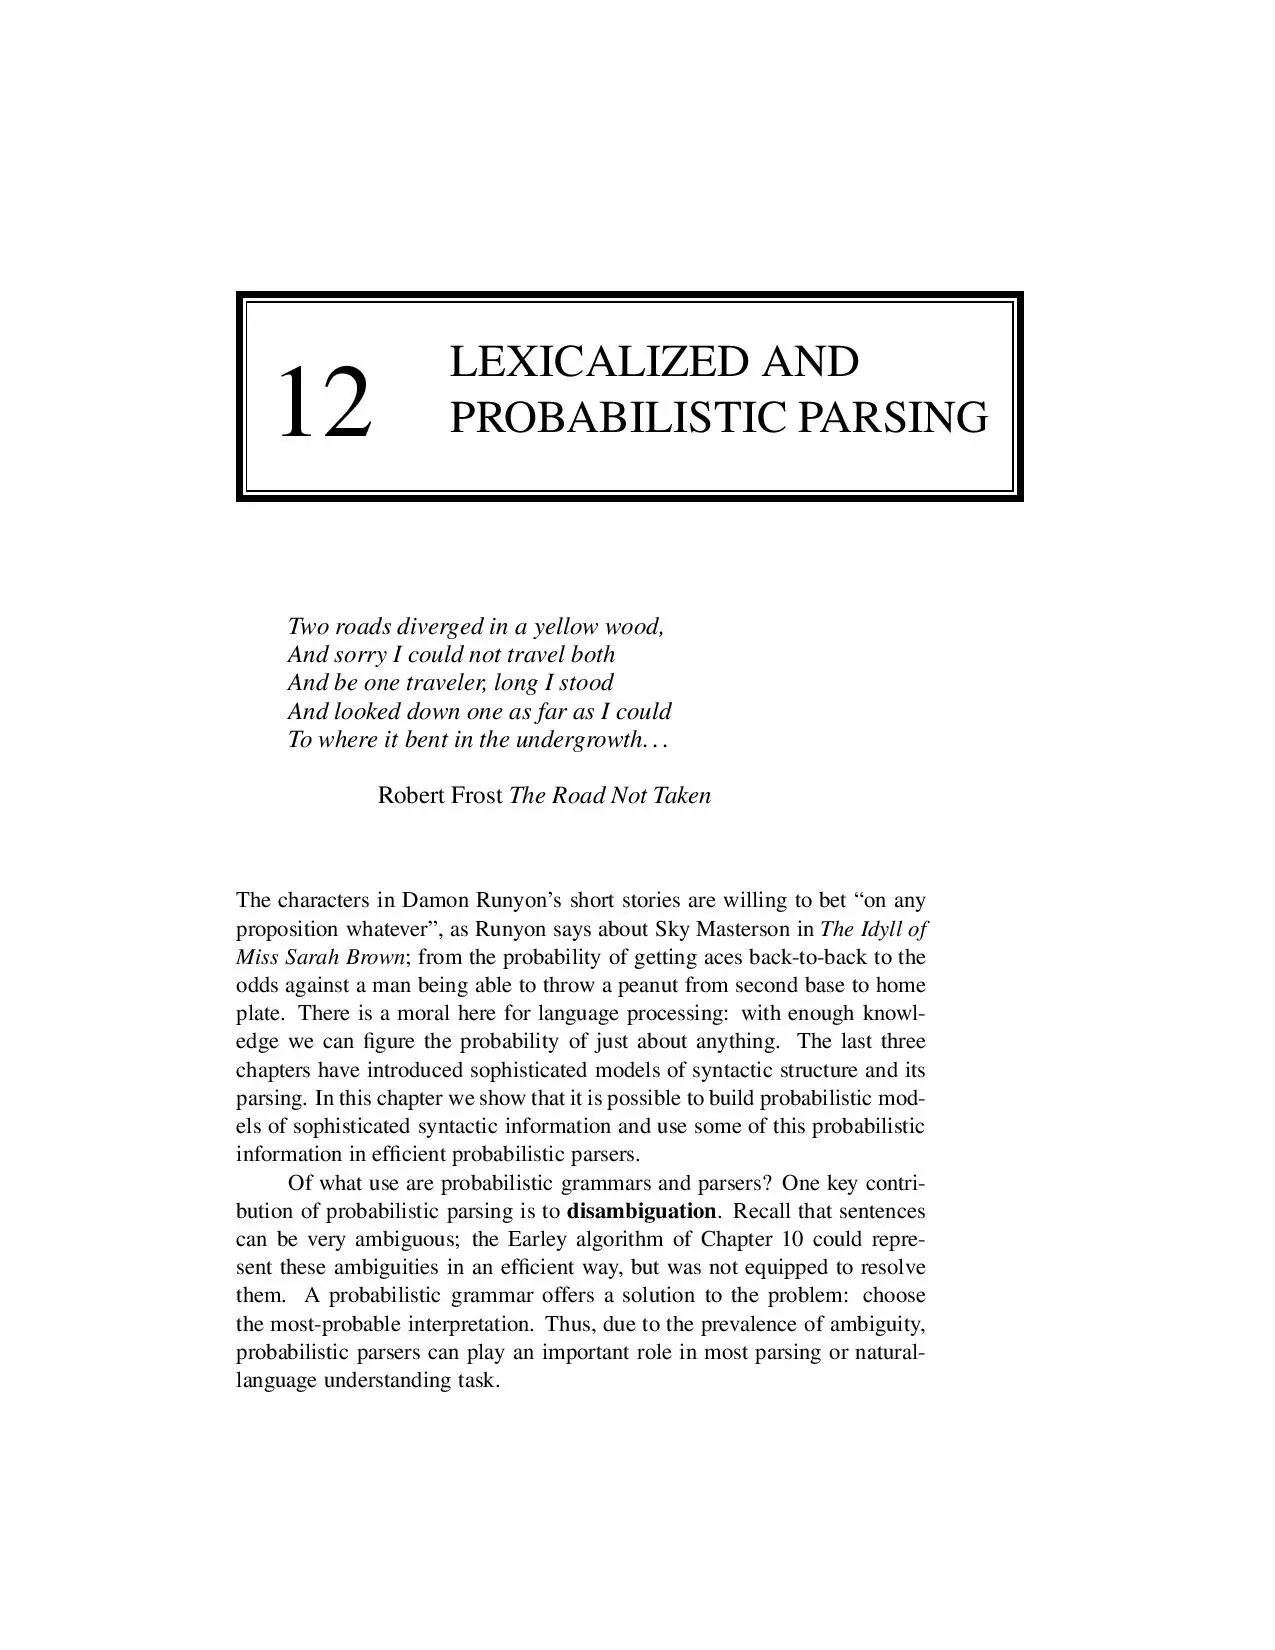 12
LEXICALIZED AND
PROBABILISTIC PARSING
Two roads diverged in a yellow wood,
And sorry I could not travel both
And be one traveler, long I stood
And looked down one as far as I could
To where it bent in the undergrowth. . .
Robert Frost The Road Not Taken
The characters in Damon Runyon’s short stories are willing to bet “on any
proposition whatever”, as Runyon says about Sky Masterson in The Idyll of
Miss Sarah Brown; from the probability of getting aces back-to-back to the
odds against a man being able to throw a peanut from second base to home
plate. There is a moral here for language processing: with enough knowl-
edge we can figure the probability of just about anything. The last three
chapters have introduced sophisticated models of syntactic structure and its
parsing. In this chapter we show that it is possible to build probabilistic mod-
els of sophisticated syntactic information and use some of this probabilistic
information in efficient probabilistic parsers.
Of what use are probabilistic grammars and parsers? One key contri-
bution of probabilistic parsing is to disambiguation. Recall that sentences
can be very ambiguous; the Earley algorithm of Chapter 10 could repre-
sent these ambiguities in an efficient way, but was not equipped to resolve
them. A probabilistic grammar offers a solution to the problem: choose
the most-probable interpretation. Thus, due to the prevalence of ambiguity,
probabilistic parsers can play an important role in most parsing or natural-
language understanding task.